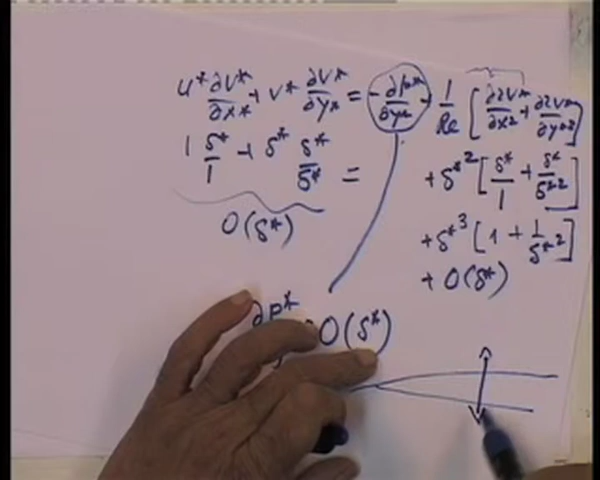 u* ∂v*/∂x* + v* ∂v*/∂y* = - ∂p*/∂y* + 1/Re [ ∂2v*/∂x*2 + ∂2v*/∂y*2 ]
1 δ*/1 + δ* δ*/δ* = + δ*2 [ δ*/1 + δ*/δ*2 ]
O(δ*) + δ*3 [ 1 + 1/δ*2 ]
+ O(δ*)
∂P* O(δ*)